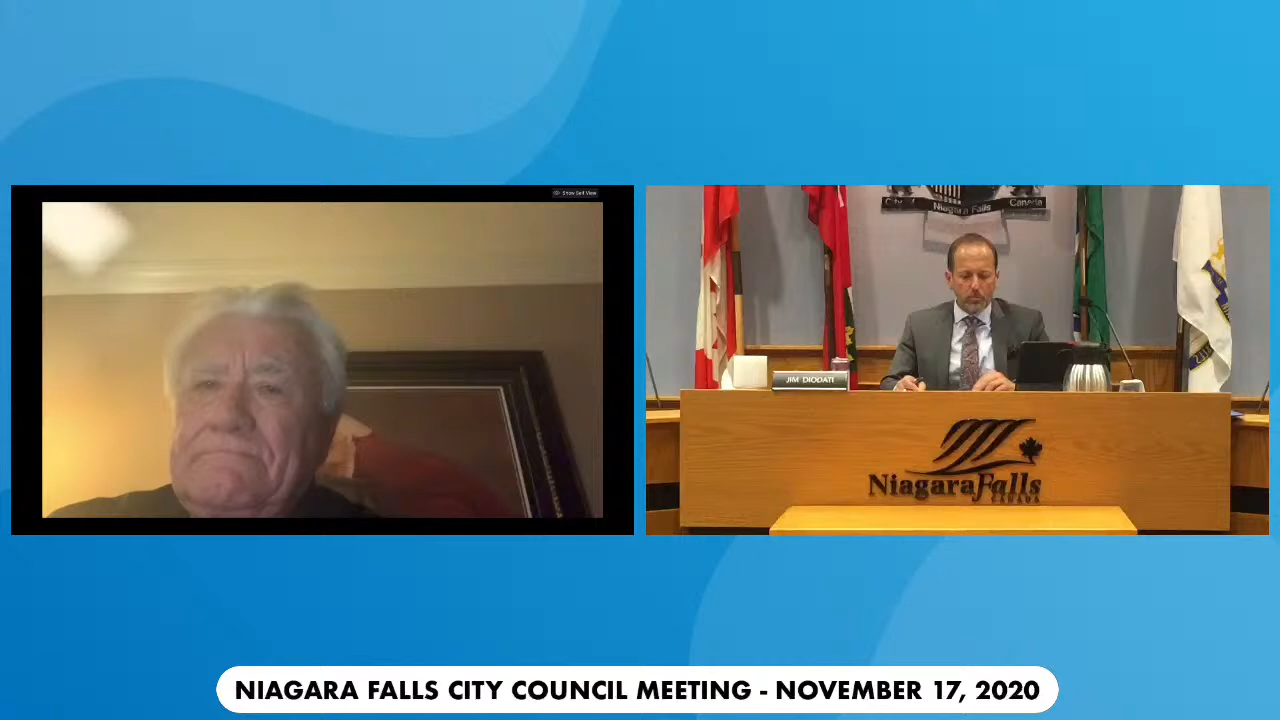 Show Self View
City of Niagara Falls Canada
JIM DIODATI
NiagaraFalls
CANADA
NIAGARA FALLS CITY COUNCIL MEETING - NOVEMBER 17, 2020